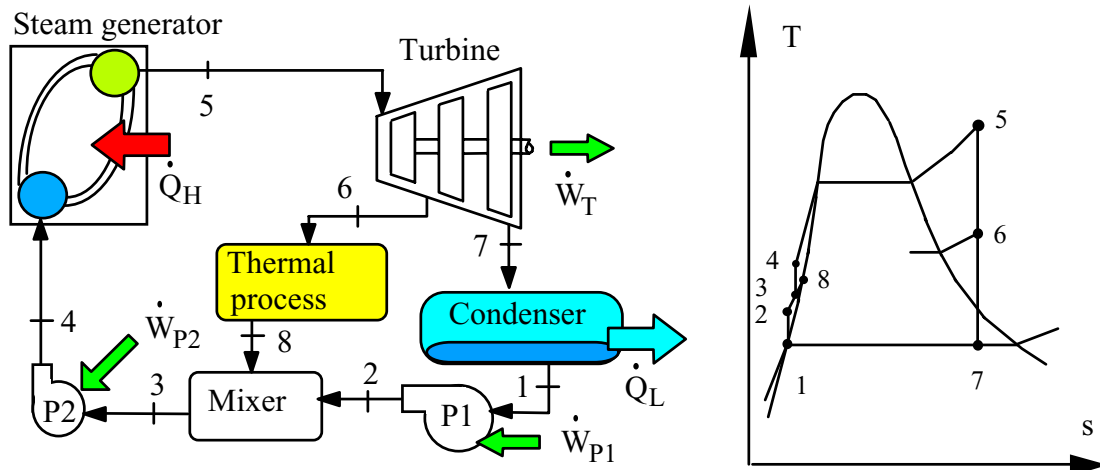 Steam generator
Turbine
5
Q̇H
ẆT
6
7
Thermal
process
Condenser
4
ẆP2
8
Q̇L
3
2
1
P2
Mixer
P1
ẆP1
T
5
6
4
8
3
2
1
7
s